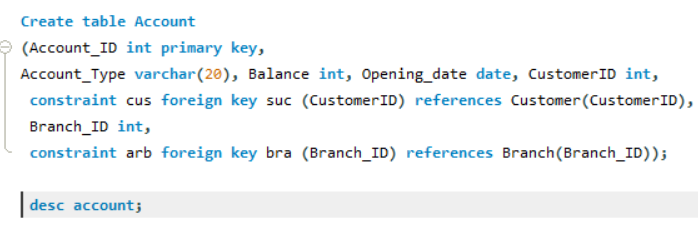 Create table Account
(Account_ID int primary key,
Account_Type varchar(20), Balance int, Opening_date date, CustomerID int,
constraint cus foreign key suc (CustomerID) references Customer(CustomerID),
Branch_ID int,
constraint arb foreign key bra (Branch_ID) references Branch(Branch_ID));
desc account;